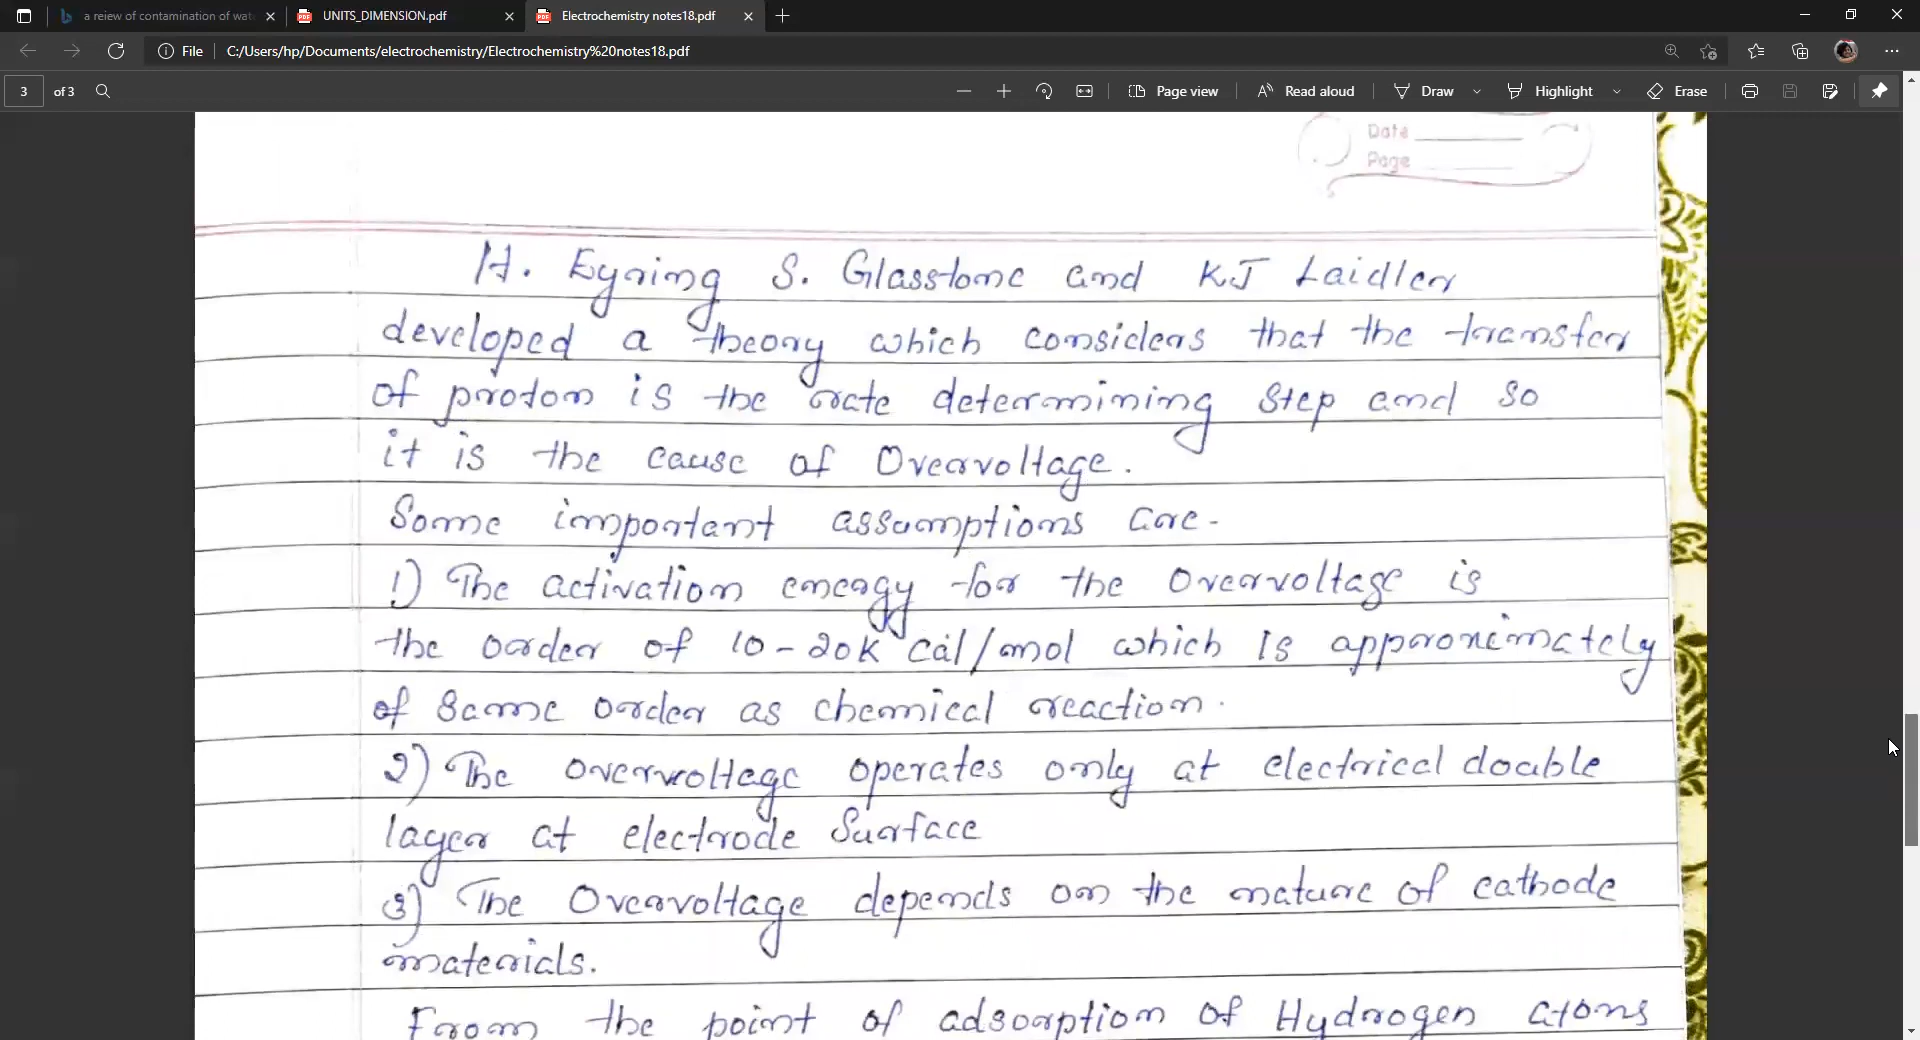 a reiew of contamination of wat
UNITS_DIMENSION.pdf
Electrochemistry notes18.pdf
File
C:/Users/hp/Documents/electrochemistry/Electrochemistry%20notes18.pdf
3 of 3
Page view
Read aloud
Draw
Highlight
Erase
Date
Page
H. Eyring S. Glasstone and KJ Laidler
developed a theory which considers that the transfer
of proton is the rate determining step and so
it is the cause of Overvoltage.
Some important assumptions are-
1) The activation energy for the Overvoltage is
the order of 10-20K Cal/mol which is approximately
of same order as chemical reaction.
2) The overvoltage operates only at electrical double
layer at electrode Surface
3) The Overvoltage depends on the nature of cathode
materials.
From the point of adsorption of Hydrogen atoms